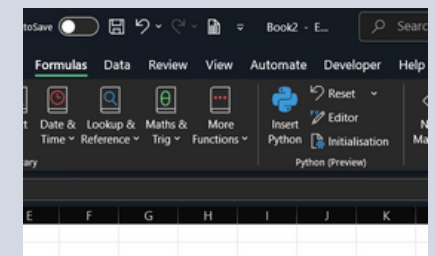 toSave Book2 - E... Searc
Formulas Data Review View Automate Developer Help
Date & Time Lookup & Reference Maths & Trig More Functions Insert Python Reset Editor Initialisation
ary Python (Preview)
E F G H I J K